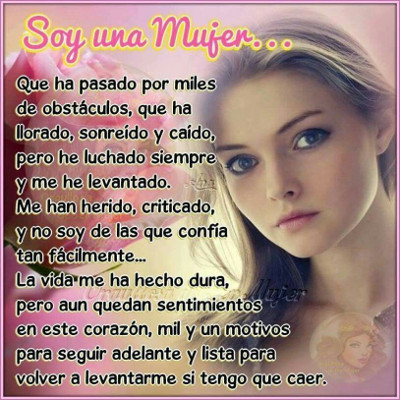 Soy una Mujer...
Que ha pasado por miles
de obstáculos, que ha
llorado, sonreído y caído,
pero he luchado siempre
y me he levantado.
Me han herido, criticado,
y no soy de las que confía
tan fácilmente...
La vida me ha hecho dura,
pero aun quedan sentimientos
en este corazón, mil y un motivos
para seguir adelante y lista para
volver a levantarme si tengo que caer.
Mujer